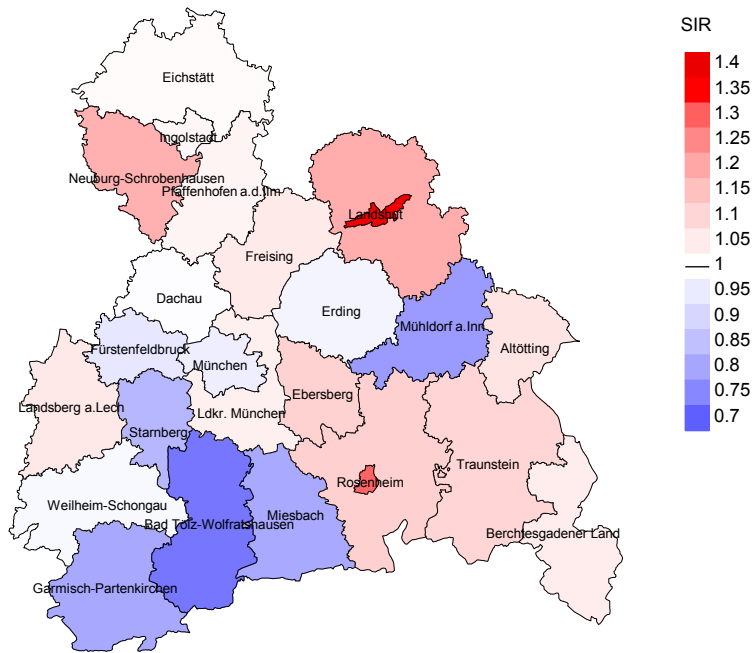 SIR
1.4
1.35
1.3
1.25
1.2
1.15
1.1
1.05
1
0.95
0.9
0.85
0.8
0.75
0.7
Eichstätt
Ingolstadt
Neuburg-Schrobenhausen
Pfaffenhofen a.d.Ilm
Landshut
Freising
Dachau
Erding
Mühldorf a.Inn
Altötting
Fürstenfeldbruck
München
Ebersberg
Landsberg a.Lech
Ldkr. München
Starnberg
Traunstein
Rosenheim
Weilheim-Schongau
Miesbach
Bad Tölz-Wolfratshausen
Berchtesgadener Land
Garmisch-Partenkirchen